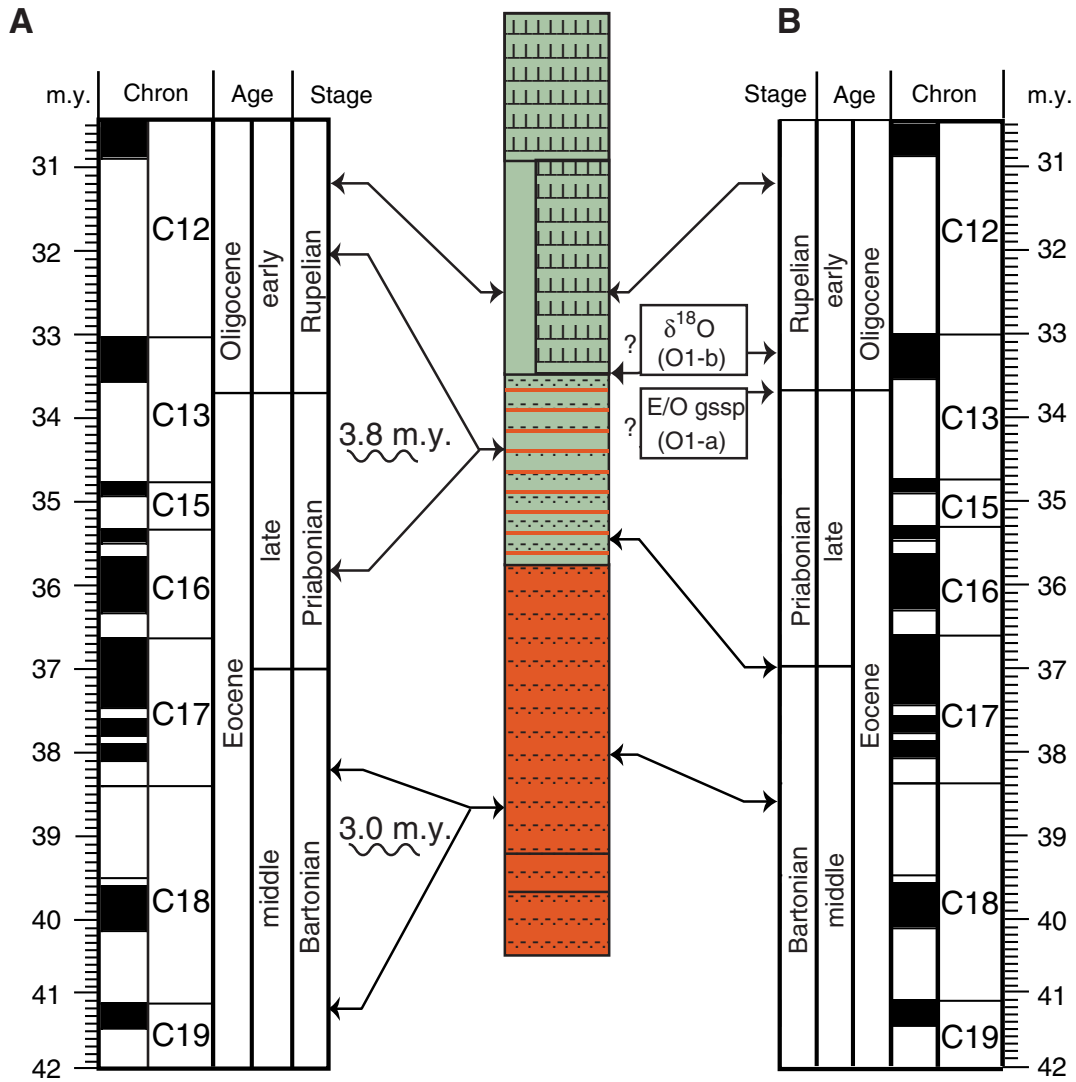 A
B
m.y.
Chron
Age
Stage
Stage
Age
Chron
m.y.
31
32
33
34
35
36
37
38
39
40
41
42
C12
C13
C15
C16
C17
C18
C19
Oligocene
Eocene
early
late
middle
Rupelian
Priabonian
Bartonian
3.8 m.y.
3.0 m.y.
?
δ18O
(O1-b)
?
E/O gssp
(O1-a)
Rupelian
Priabonian
Bartonian
early
late
middle
Oligocene
Eocene
C12
C13
C15
C16
C17
C18
C19
31
32
33
34
35
36
37
38
39
40
41
42